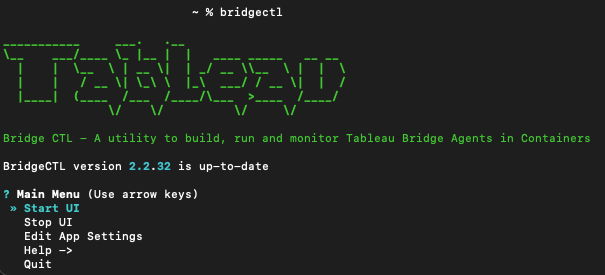 ~ % bridgectl
Tableau
Bridge CTL – A utility to build, run and monitor Tableau Bridge Agents in Containers
BridgeCTL version 2.2.32 is up-to-date
? Main Menu (Use arrow keys)
» Start UI
Stop UI
Edit App Settings
Help ->
Quit